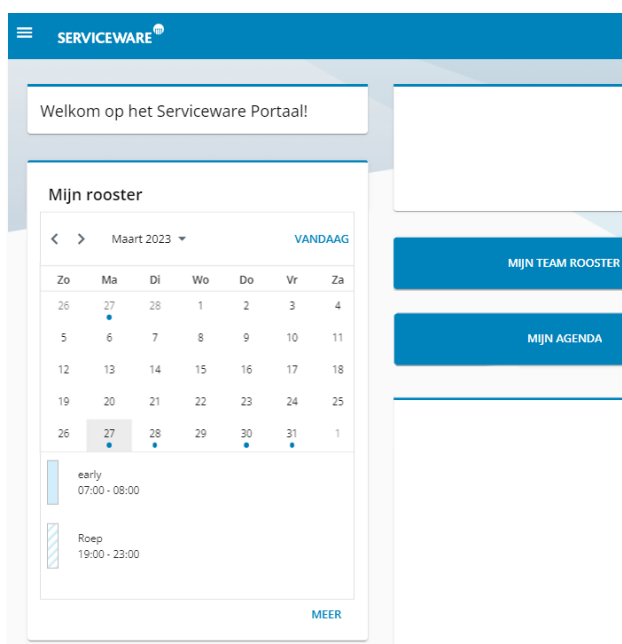 SERVICEWARE
Welkom op het Serviceware Portaal!
Mijn rooster
Maart 2023
VANDAAG
Zo Ma Di Wo Do Vr Za
26 27 28 1 2 3 4
5 6 7 8 9 10 11
12 13 14 15 16 17 18
19 20 21 22 23 24 25
26 27 28 29 30 31 1
early
07:00 - 08:00
Roep
19:00 - 23:00
MEER
MIJN TEAM ROOSTER
MIJN AGENDA